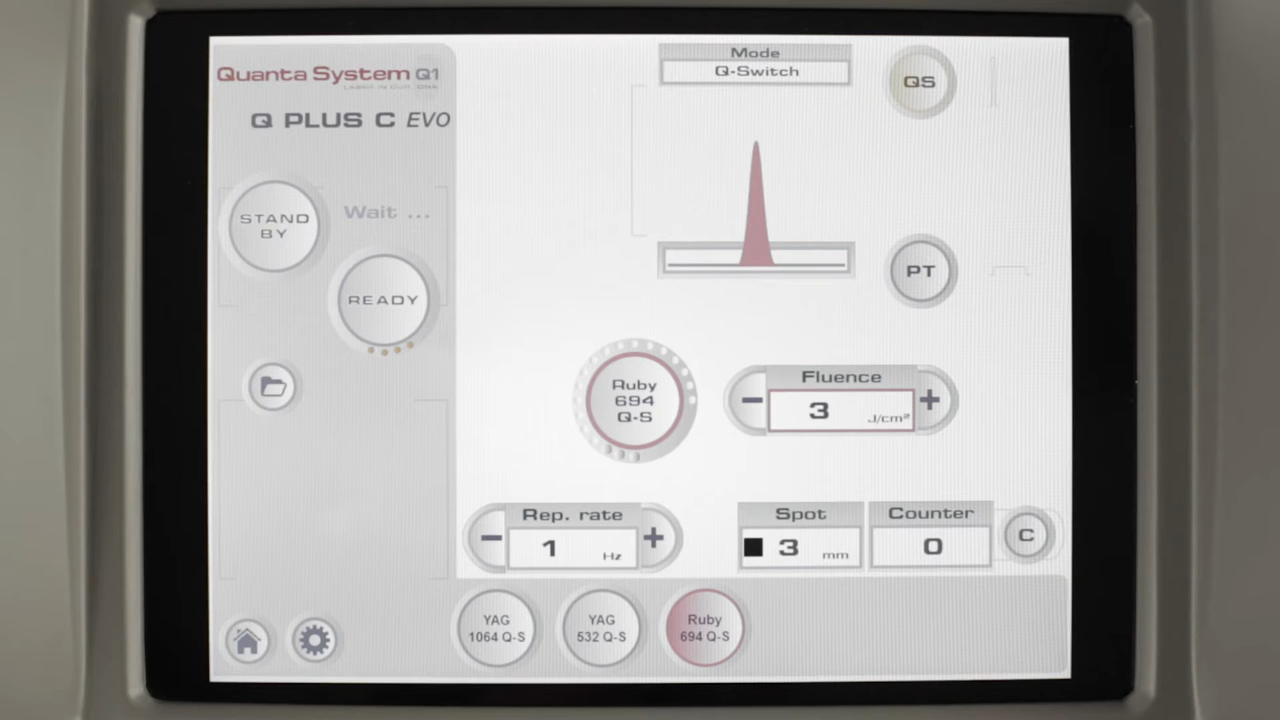 Quanta System Q1
Q PLUS C EVO
STAND
BY
Wait ...
READY
Mode
Q-Switch
QS
PT
Ruby
694
Q-S
Fluence
− 3 J/cm² +
Rep. rate
− 1 Hz +
Spot
3 mm
Counter
0
C
YAG
1064 Q-S
YAG
532 Q-S
Ruby
694 Q-S